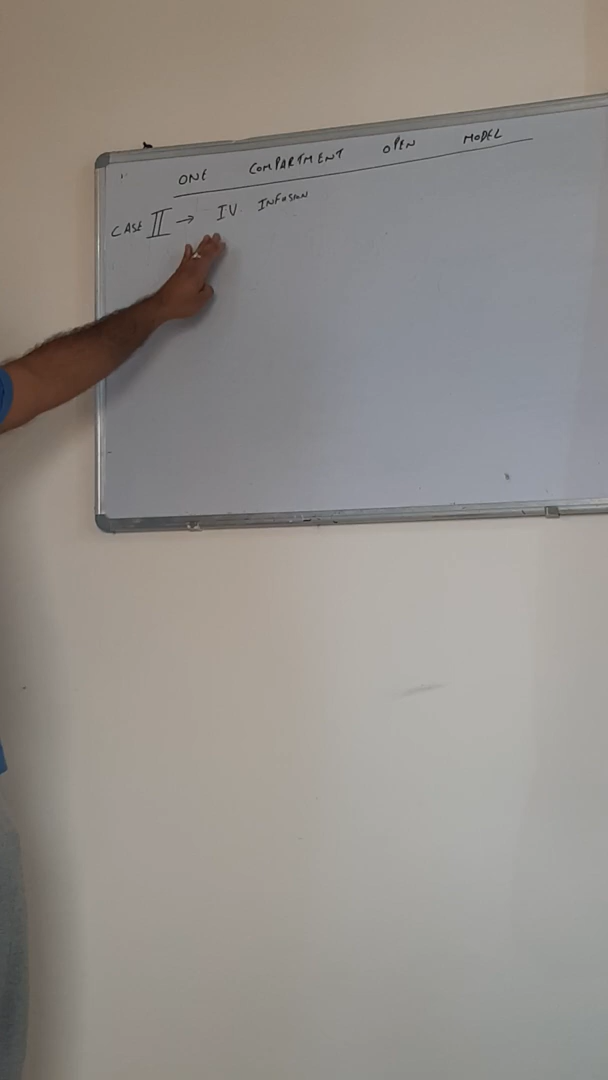 ONE COMPARTMENT OPEN MODEL
CASE II → IV. INFUSION